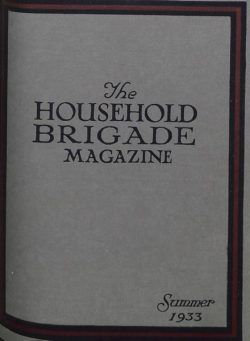 The
HOUSEHOLD
BRIGADE
MAGAZINE
Summer
1933